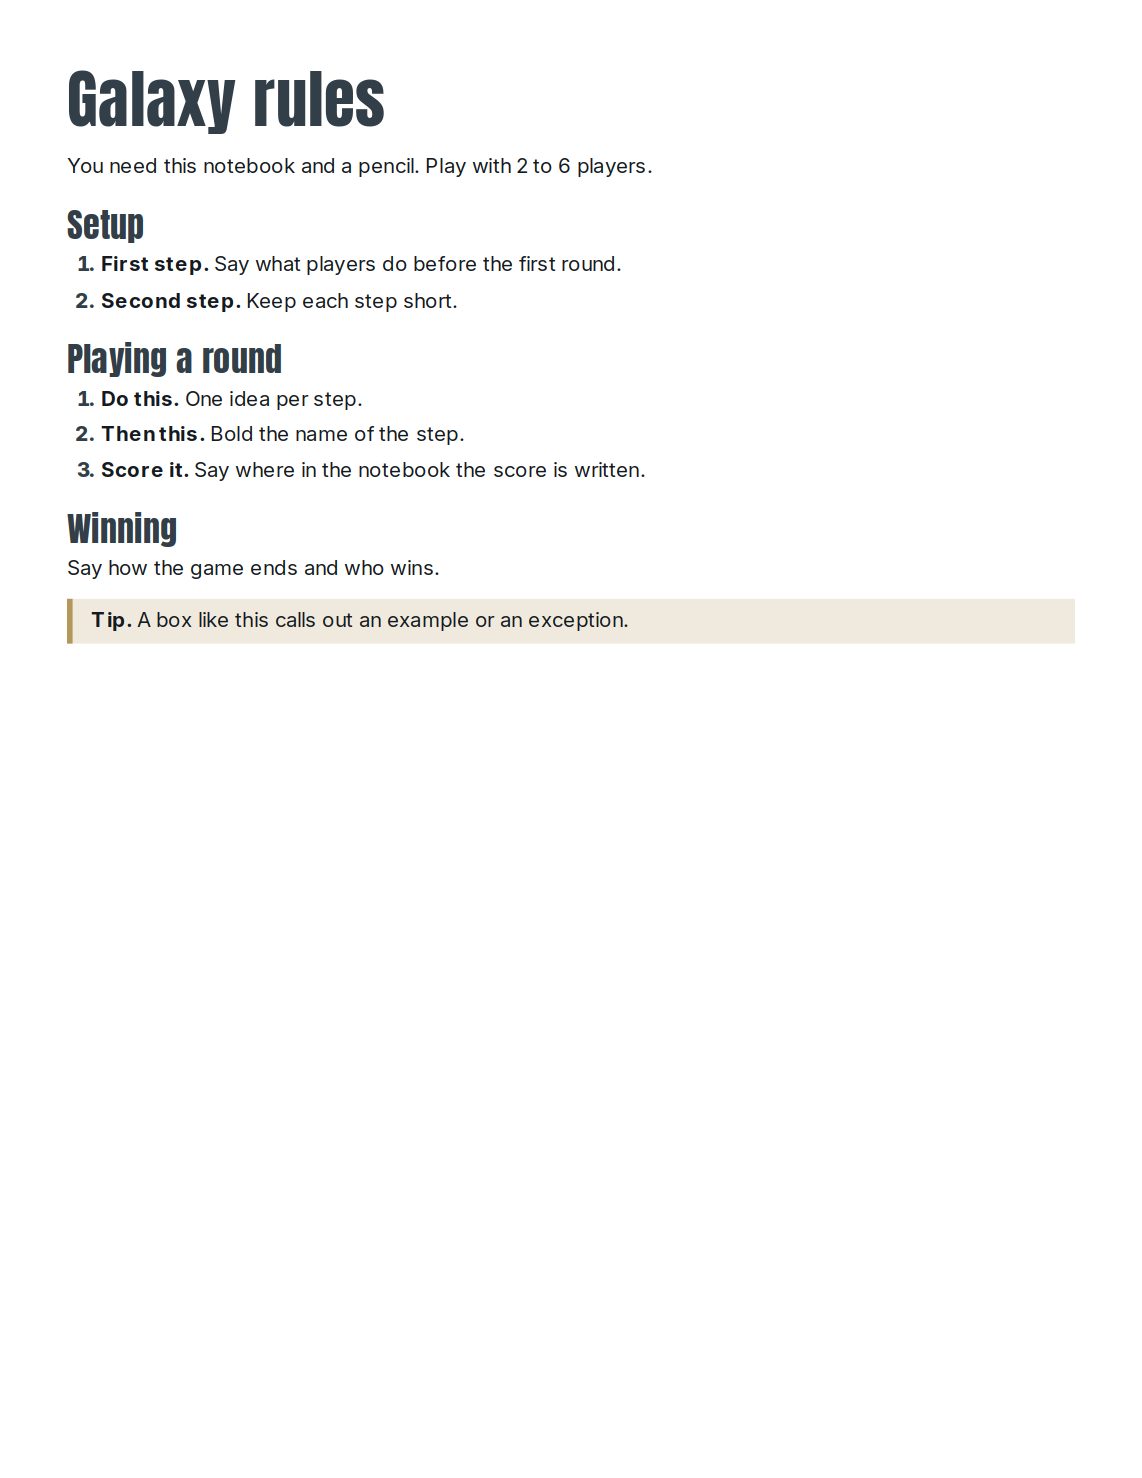 Galaxy rules
You need this notebook and a pencil. Play with 2 to 6 players.
Setup
1. First step. Say what players do before the first round.
2. Second step. Keep each step short.
Playing a round
1. Do this. One idea per step.
2. Then this. Bold the name of the step.
3. Score it. Say where in the notebook the score is written.
Winning
Say how the game ends and who wins.
Tip. A box like this calls out an example or an exception.